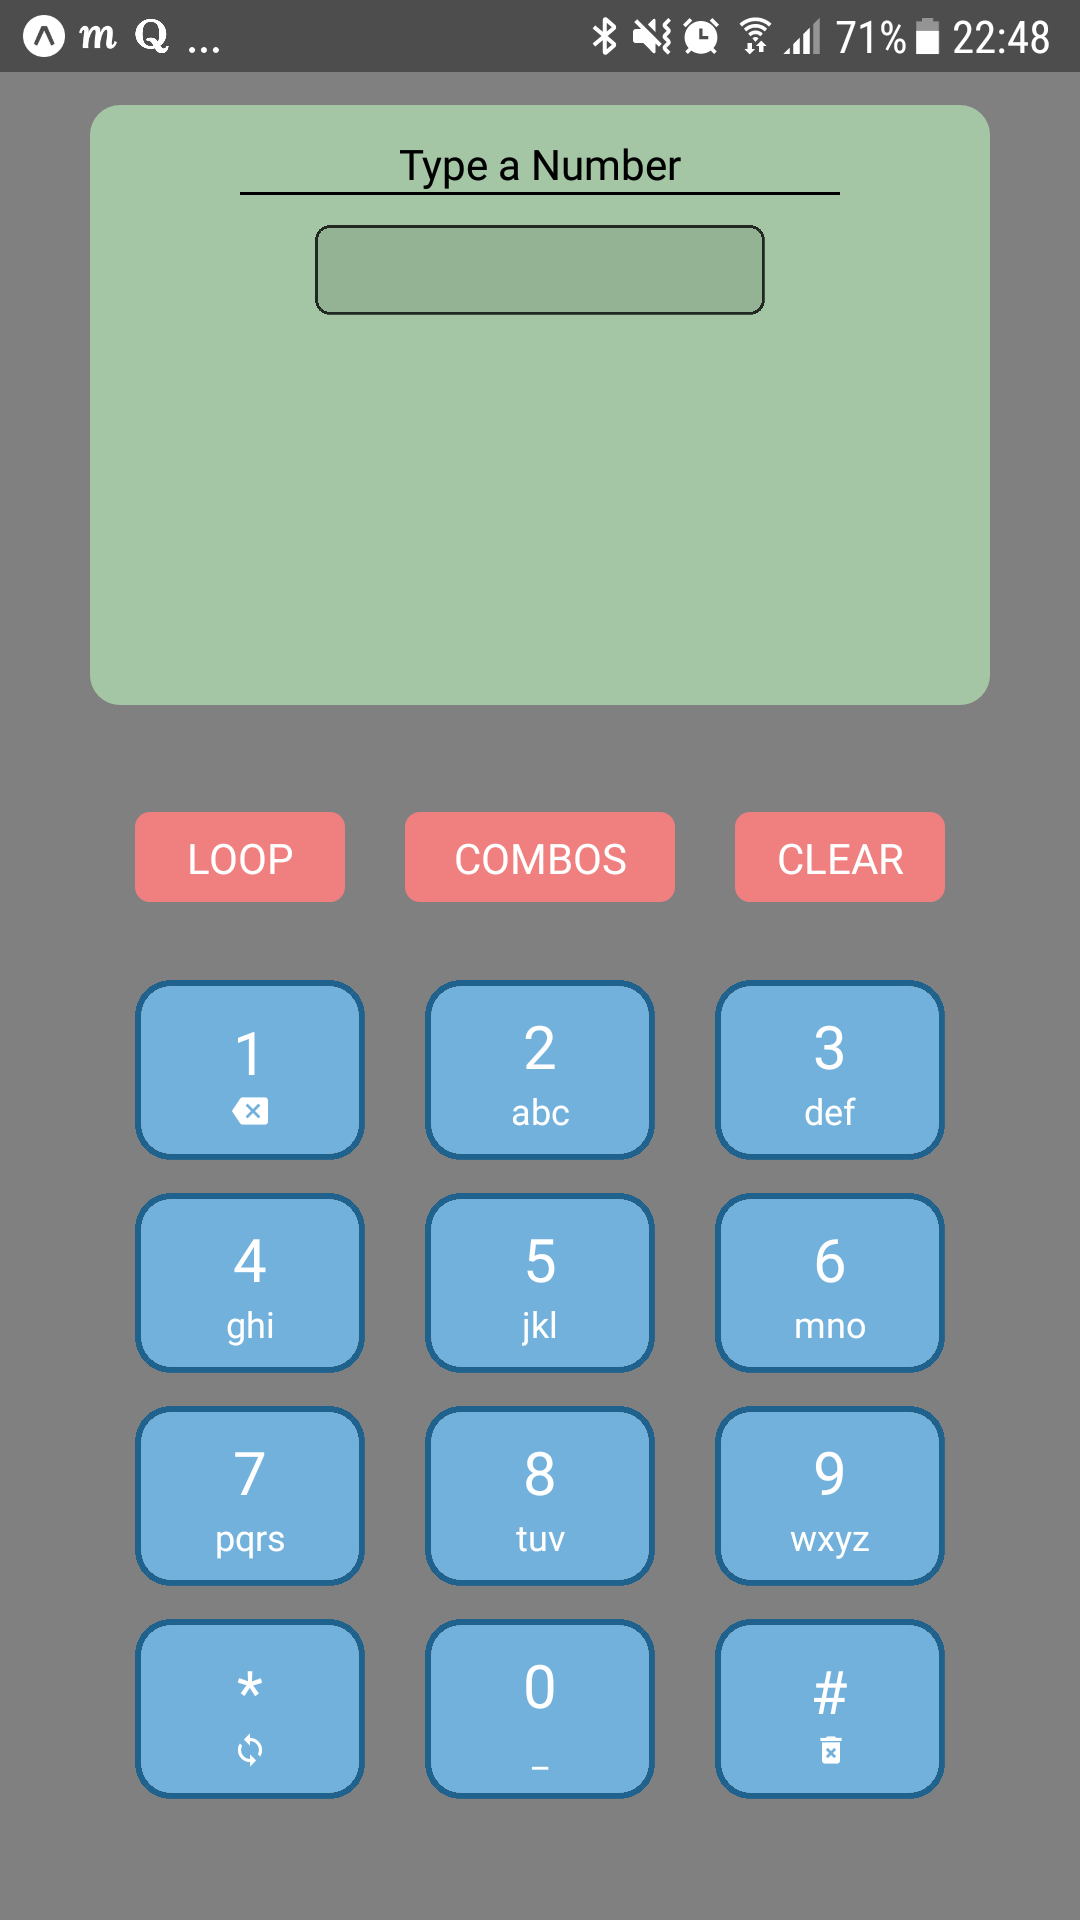 m Q ... 71% 22:48
Type a Number
LOOP COMBOS CLEAR
1 2 3
abc def
4 5 6
ghi jkl mno
7 8 9
pqrs tuv wxyz
* 0 #
_